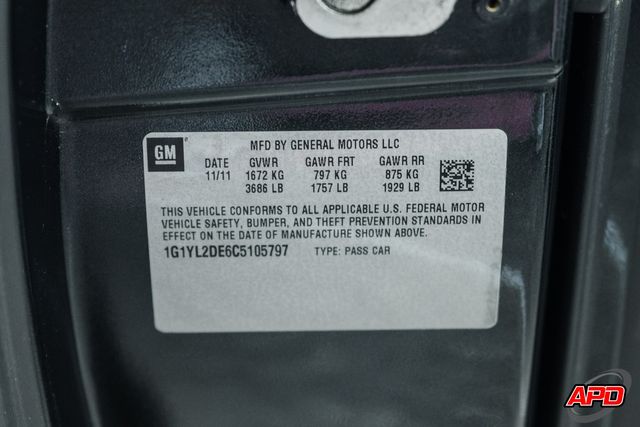 GM
MFD BY GENERAL MOTORS LLC
DATE GVWR GAWR FRT GAWR RR
11/11 1672 KG 797 KG 875 KG
3686 LB 1757 LB 1929 LB
THIS VEHICLE CONFORMS TO ALL APPLICABLE U.S. FEDERAL MOTOR
VEHICLE SAFETY, BUMPER, AND THEFT PREVENTION STANDARDS IN
EFFECT ON THE DATE OF MANUFACTURE SHOWN ABOVE.
1G1YL2DE6C5105797 TYPE: PASS CAR
APD